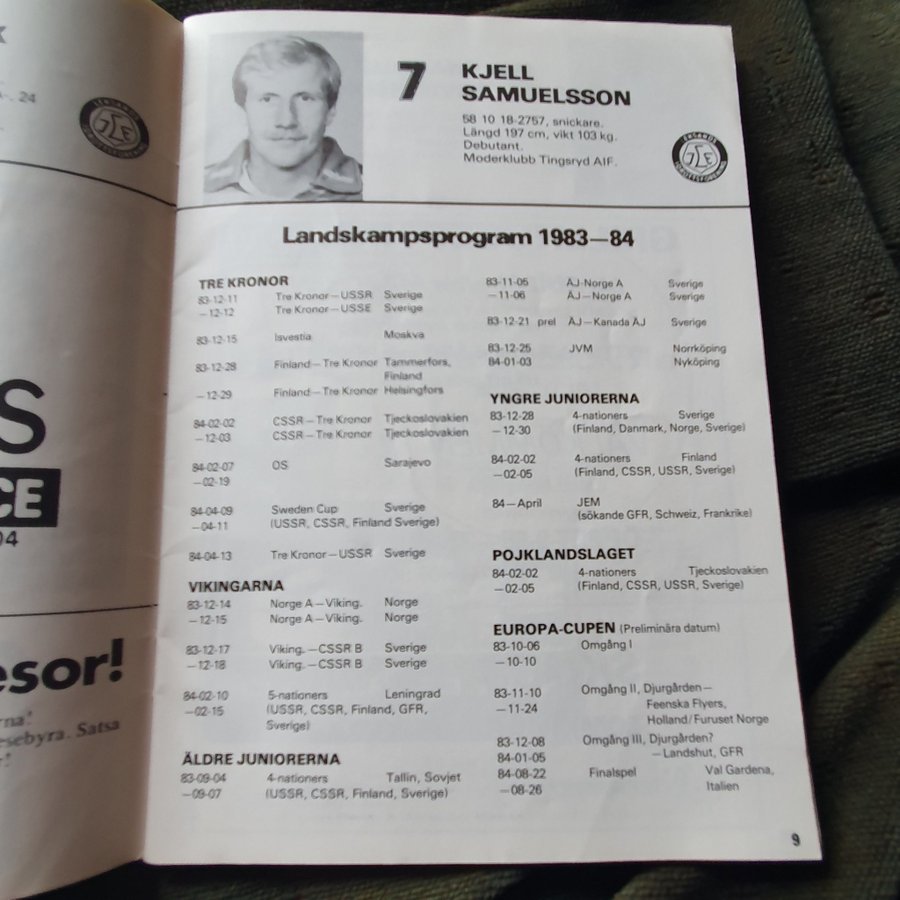 A-. 24
S
CE
04
esor!
rna!
esebyra. Satsa
r!
7 KJELL
SAMUELSSON
58 10 18-2757, snickare.
Längd 197 cm, vikt 103 kg.
Debutant.
Moderklubb Tingsryd AIF.
Landskampsprogram 1983—84
TRE KRONOR
83-12-11 Tre Kronor—USSR Sverige
—12-12 Tre Kronor—USSE Sverige
83-12-15 Isvestia Moskva
83-12-28 Finland—Tre Kronor Tammerfors,
Finland
—12-29 Finland—Tre Kronor Helsingfors
84-02-02 CSSR—Tre Kronor Tjeckoslovakien
—12-03 CSSR—Tre Kronor Tjeckoslovakien
84-02-07 OS Sarajevo
—02-19
84-04-09 Sweden Cup Sverige
—04-11 (USSR, CSSR, Finland Sverige)
84-04-13 Tre Kronor—USSR Sverige
VIKINGARNA
83-12-14 Norge A—Viking. Norge
—12-15 Norge A—Viking. Norge
83-12-17 Viking.—CSSR B Sverige
—12-18 Viking.—CSSR B Sverige
84-02-10 5-nationers Leningrad
—02-15 (USSR, CSSR, Finland, GFR,
Sverige)
ÄLDRE JUNIORERNA
83-09-04 4-nationers Tallin, Sovjet
—09-07 (USSR, CSSR, Finland, Sverige)
83-11-05 ÄJ-Norge A Sverige
—11-06 ÄJ—Norge A Sverige
83-12-21 prel ÄJ—Kanada ÄJ Sverige
83-12-25 JVM Norrköping
84-01-03 Nyköping
YNGRE JUNIORERNA
83-12-28 4-nationers Sverige
—12-30 (Finland, Danmark, Norge, Sverige)
84-02-02 4-nationers Finland
—02-05 (Finland, CSSR, USSR, Sverige)
84—April JEM
(sökande GFR, Schweiz, Frankrike)
POJKLANDSLAGET
84-02-02 4-nationers Tjeckoslovakien
—02-05 (Finland, CSSR, USSR, Sverige)
EUROPA-CUPEN (Preliminära datum)
83-10-06 Omgång I
—10-10
83-11-10 Omgång II, Djurgården—
—11-24 Feenska Flyers,
Holland/Furuset Norge
83-12-08 Omgång III, Djurgården?
84-01-05 —Landshut, GFR
84-08-22 Finalspel Val Gardena,
—08-26 Italien
9